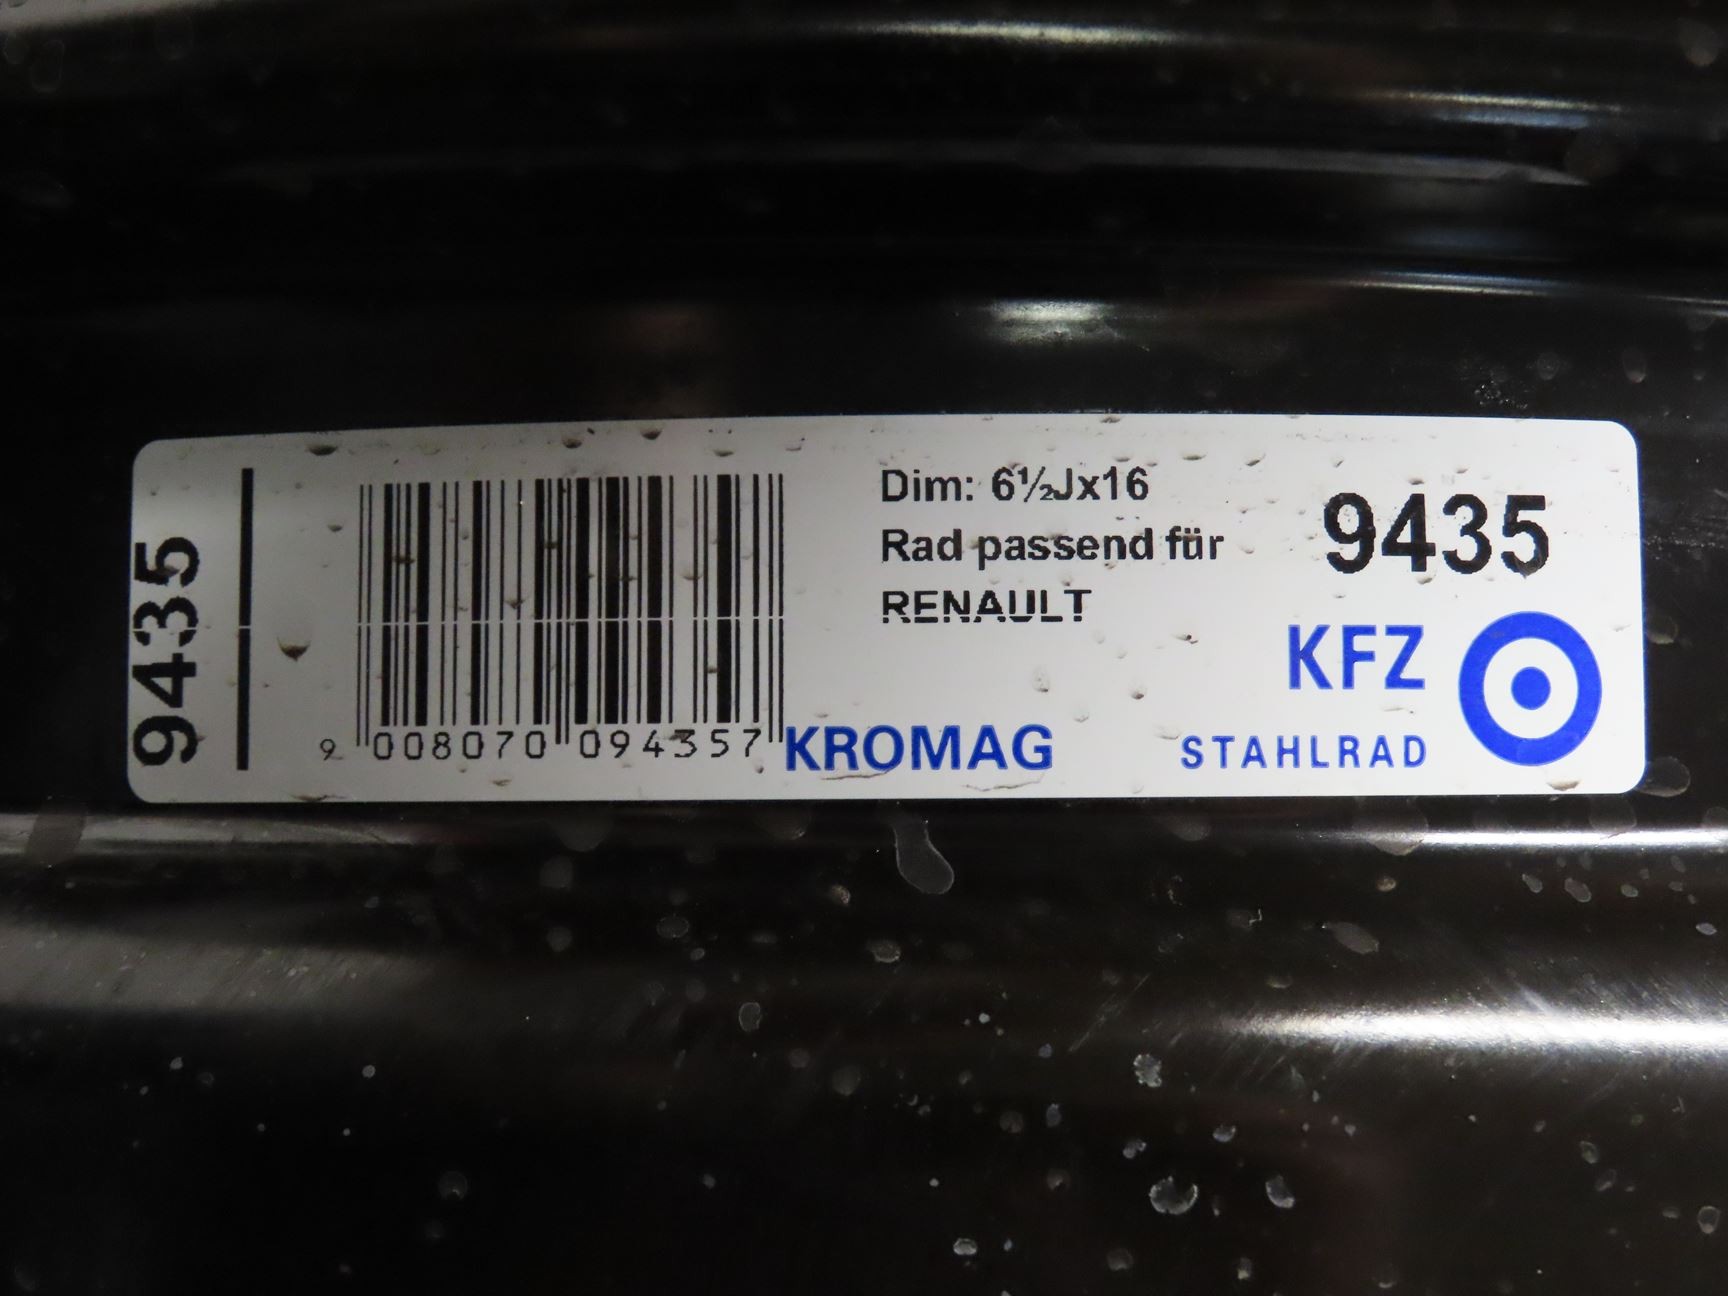 9435
9 008070 094357
Dim: 6½Jx16
Rad passend für
RENAULT
9435
KFZ
KROMAG
STAHLRAD